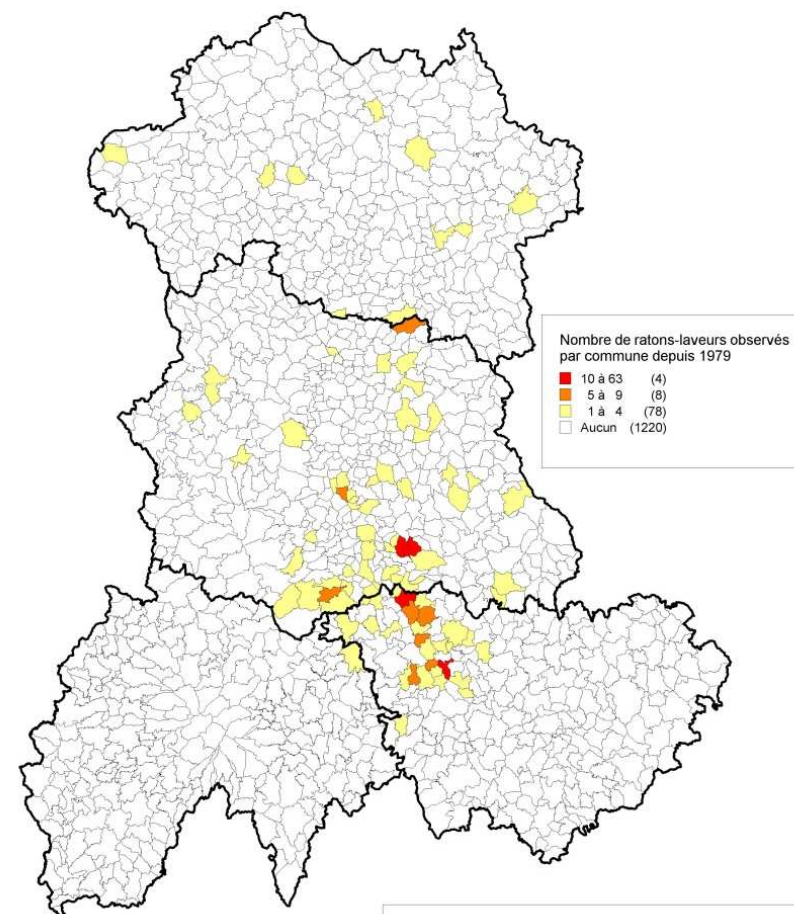 Nombre de ratons-laveurs observés
par commune depuis 1979
10 à 63 (4)
5 à 9 (8)
1 à 4 (78)
Aucun (1220)